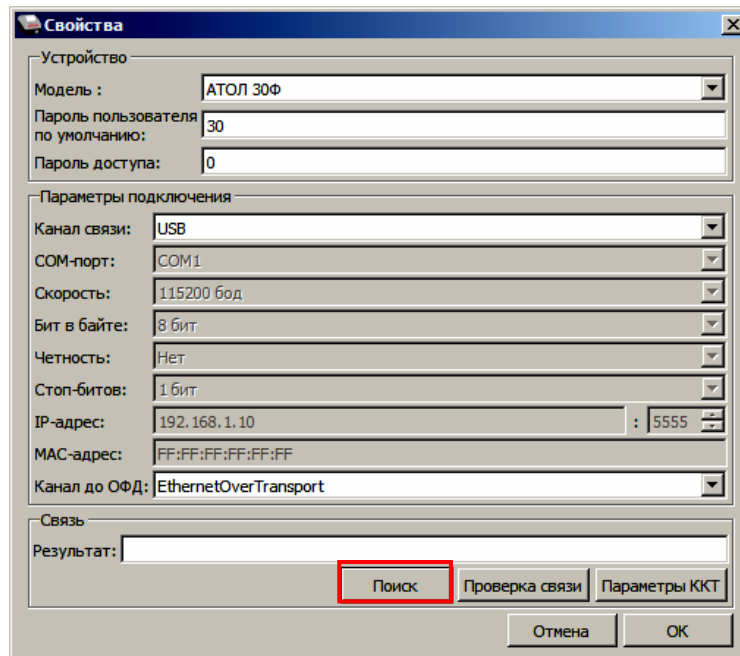 Свойства
Устройство
Модель : АТОЛ 30Ф
Пароль пользователя
по умолчанию: 30
Пароль доступа: 0
Параметры подключения
Канал связи: USB
COM-порт: COM1
Скорость: 115200 бод
Бит в байте: 8 бит
Четность: Нет
Стоп-битов: 1 бит
IP-адрес: 192.168.1.10 : 5555
MAC-адрес: FF:FF:FF:FF:FF:FF
Канал до ОФД: EthernetOverTransport
Связь
Результат:
Поиск Проверка связи Параметры ККТ
Отмена OK